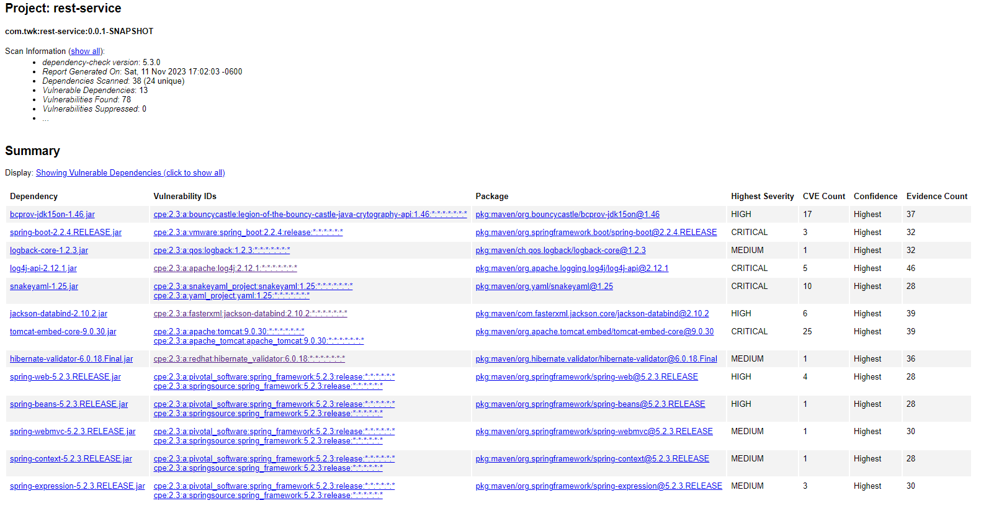 Project: rest-service
com.twk:rest-service:0.0.1-SNAPSHOT
Scan Information (show all):
• dependency-check version: 5.3.0
• Report Generated On: Sat, 11 Nov 2023 17:02:03 -0600
• Dependencies Scanned: 38 (24 unique)
• Vulnerable Dependencies: 13
• Vulnerabilities Found: 78
• Vulnerabilities Suppressed: 0
• ...
Summary
Display: Showing Vulnerable Dependencies (click to show all)
Dependency Vulnerability IDs Package Highest Severity CVE Count Confidence Evidence Count
bcprov-jdk15on-1.46.jar cpe:2.3:a:bouncycastle:legion-of-the-bouncy-castle-java-crytography-api:1.46:*:*:*:*:*:*:* pkg:maven/org.bouncycastle/bcprov-jdk15on@1.46 HIGH 17 Highest 37
spring-boot-2.2.4.RELEASE.jar cpe:2.3:a:vmware:spring_boot:2.2.4:release:*:*:*:*:*:* pkg:maven/org.springframework.boot/spring-boot@2.2.4.RELEASE CRITICAL 3 Highest 32
logback-core-1.2.3.jar cpe:2.3:a:qos:logback:1.2.3:*:*:*:*:*:*:* pkg:maven/ch.qos.logback/logback-core@1.2.3 MEDIUM 1 Highest 32
log4j-api-2.12.1.jar cpe:2.3:a:apache:log4j:2.12.1:*:*:*:*:*:*:* pkg:maven/org.apache.logging.log4j/log4j-api@2.12.1 CRITICAL 5 Highest 46
snakeyaml-1.25.jar cpe:2.3:a:snakeyaml_project:snakeyaml:1.25:*:*:*:*:*:*:* pkg:maven/org.yaml/snakeyaml@1.25 CRITICAL 10 Highest 28
cpe:2.3:a:yaml_project:yaml:1.25:*:*:*:*:*:*:*
jackson-databind-2.10.2.jar cpe:2.3:a:fasterxml:jackson-databind:2.10.2:*:*:*:*:*:*:* pkg:maven/com.fasterxml.jackson.core/jackson-databind@2.10.2 HIGH 6 Highest 39
tomcat-embed-core-9.0.30.jar cpe:2.3:a:apache:tomcat:9.0.30:*:*:*:*:*:*:* pkg:maven/org.apache.tomcat.embed/tomcat-embed-core@9.0.30 CRITICAL 25 Highest 39
cpe:2.3:a:apache_tomcat:apache_tomcat:9.0.30:*:*:*:*:*:*:*
hibernate-validator-6.0.18.Final.jar cpe:2.3:a:redhat:hibernate_validator:6.0.18:*:*:*:*:*:*:* pkg:maven/org.hibernate.validator/hibernate-validator@6.0.18.Final MEDIUM 1 Highest 36
spring-web-5.2.3.RELEASE.jar cpe:2.3:a:pivotal_software:spring_framework:5.2.3:release:*:*:*:*:*:* pkg:maven/org.springframework/spring-web@5.2.3.RELEASE HIGH 4 Highest 28
cpe:2.3:a:springsource:spring_framework:5.2.3:release:*:*:*:*:*:*
spring-beans-5.2.3.RELEASE.jar cpe:2.3:a:pivotal_software:spring_framework:5.2.3:release:*:*:*:*:*:* pkg:maven/org.springframework/spring-beans@5.2.3.RELEASE HIGH 1 Highest 28
cpe:2.3:a:springsource:spring_framework:5.2.3:release:*:*:*:*:*:*
spring-webmvc-5.2.3.RELEASE.jar cpe:2.3:a:pivotal_software:spring_framework:5.2.3:release:*:*:*:*:*:* pkg:maven/org.springframework/spring-webmvc@5.2.3.RELEASE MEDIUM 1 Highest 30
cpe:2.3:a:springsource:spring_framework:5.2.3:release:*:*:*:*:*:*
spring-context-5.2.3.RELEASE.jar cpe:2.3:a:pivotal_software:spring_framework:5.2.3:release:*:*:*:*:*:* pkg:maven/org.springframework/spring-context@5.2.3.RELEASE MEDIUM 1 Highest 28
cpe:2.3:a:springsource:spring_framework:5.2.3:release:*:*:*:*:*:*
spring-expression-5.2.3.RELEASE.jar cpe:2.3:a:pivotal_software:spring_framework:5.2.3:release:*:*:*:*:*:* pkg:maven/org.springframework/spring-expression@5.2.3.RELEASE MEDIUM 3 Highest 30
cpe:2.3:a:springsource:spring_framework:5.2.3:release:*:*:*:*:*:*